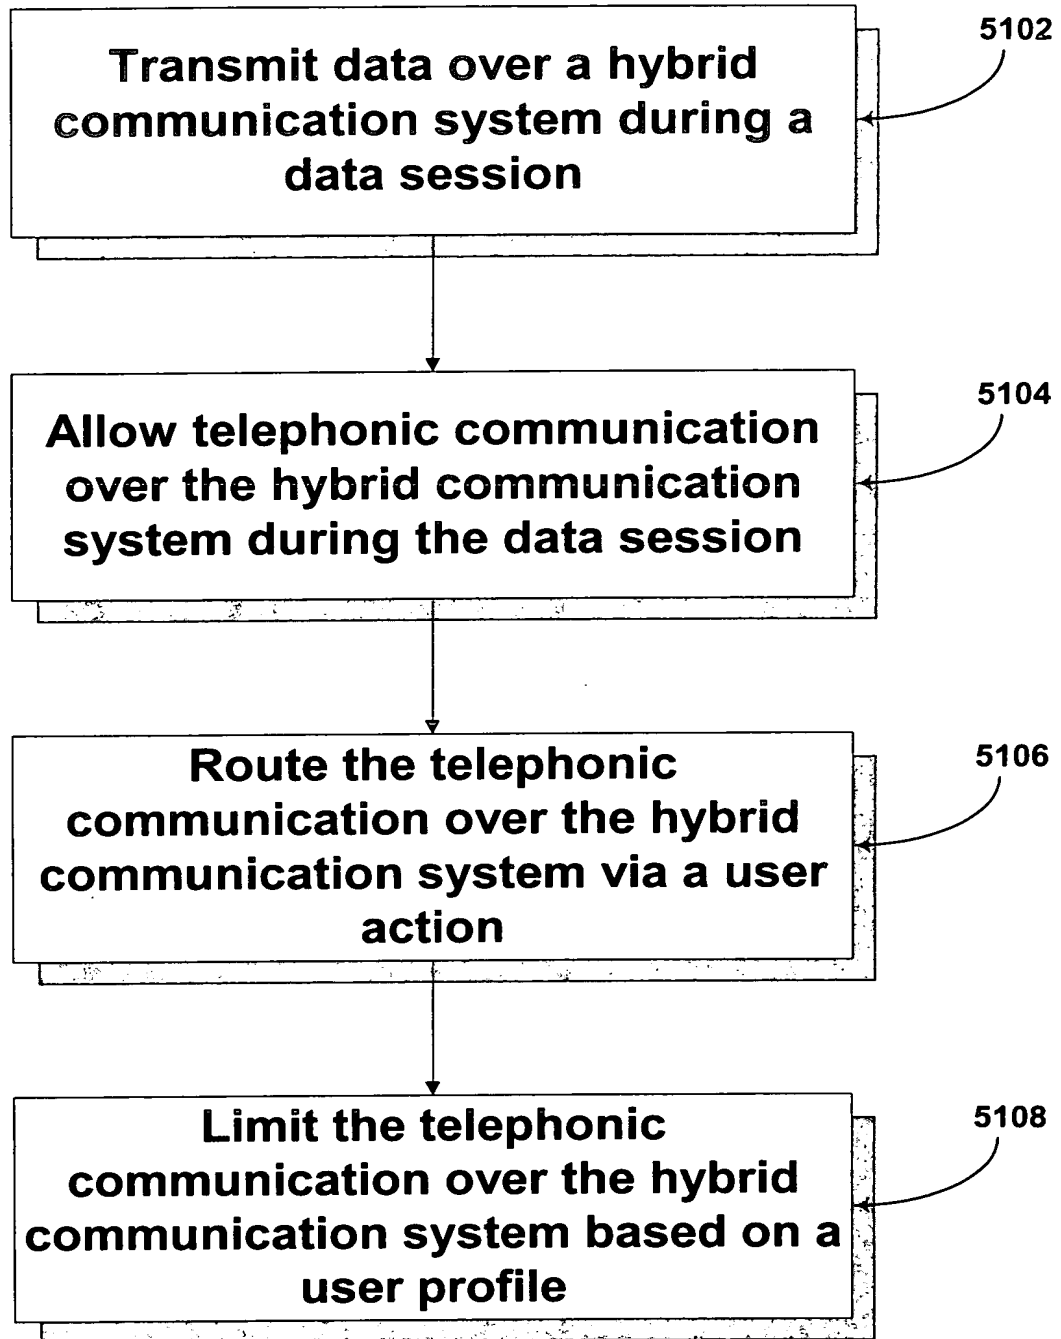 5102
Transmit data over a hybrid
communication system during a
data session
5104
Allow telephonic communication
over the hybrid communication
system during the data session
5106
Route the telephonic
communication over the hybrid
communication system via a user
action
5108
Limit the telephonic
communication over the hybrid
communication system based on a
user profile